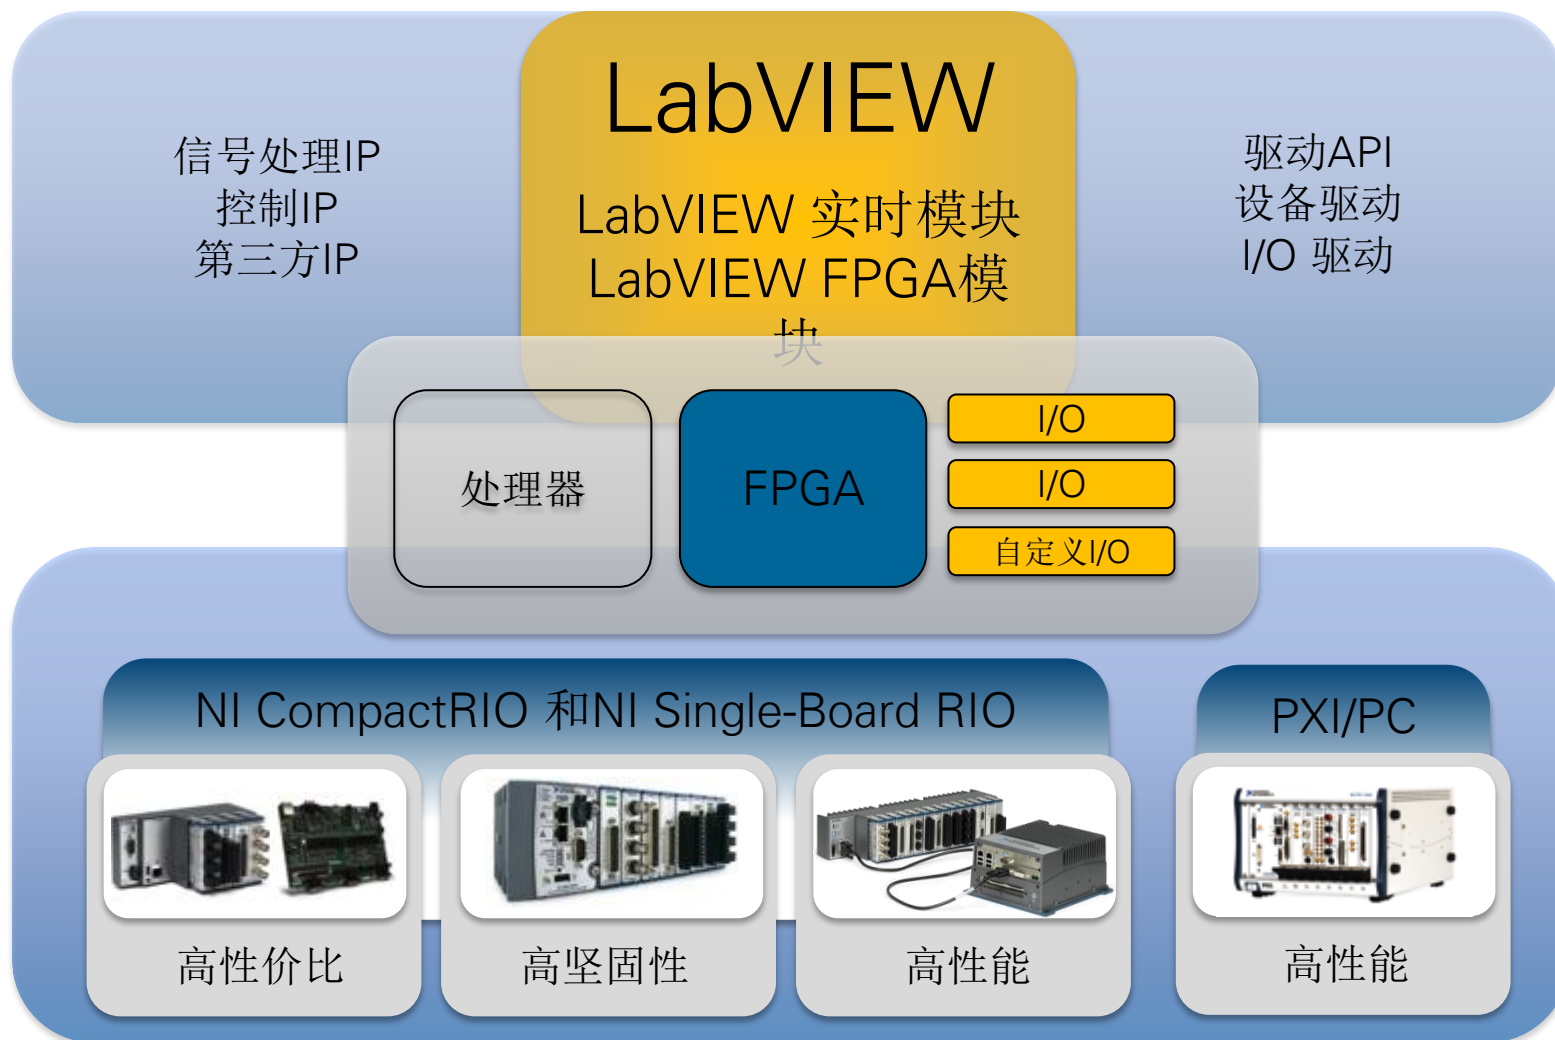 LabVIEW
LabVIEW 实时模块
LabVIEW FPGA模
块
信号处理IP
控制IP
第三方IP
驱动API
设备驱动
I/O 驱动
处理器
FPGA
I/O
I/O
自定义I/O
NI CompactRIO 和NI Single-Board RIO
PXI/PC
高性价比
高坚固性
高性能
高性能